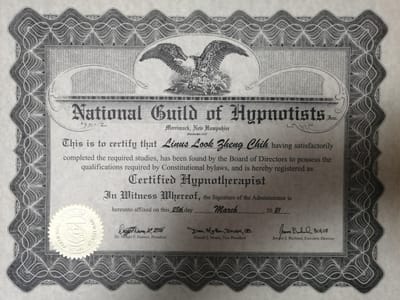 National Guild of Hypnotists, Inc.
Merrimack, New Hampshire
This is to certify that Linus Look Zheng Chih having satisfactorily
completed the required studies, has been found by the Board of Directors to possess the
qualifications required by Constitutional bylaws, and is hereby registered as
Certified Hypnotherapist
In Witness Whereof, the Signature of the Administrator is
hereunto affixed on this day March